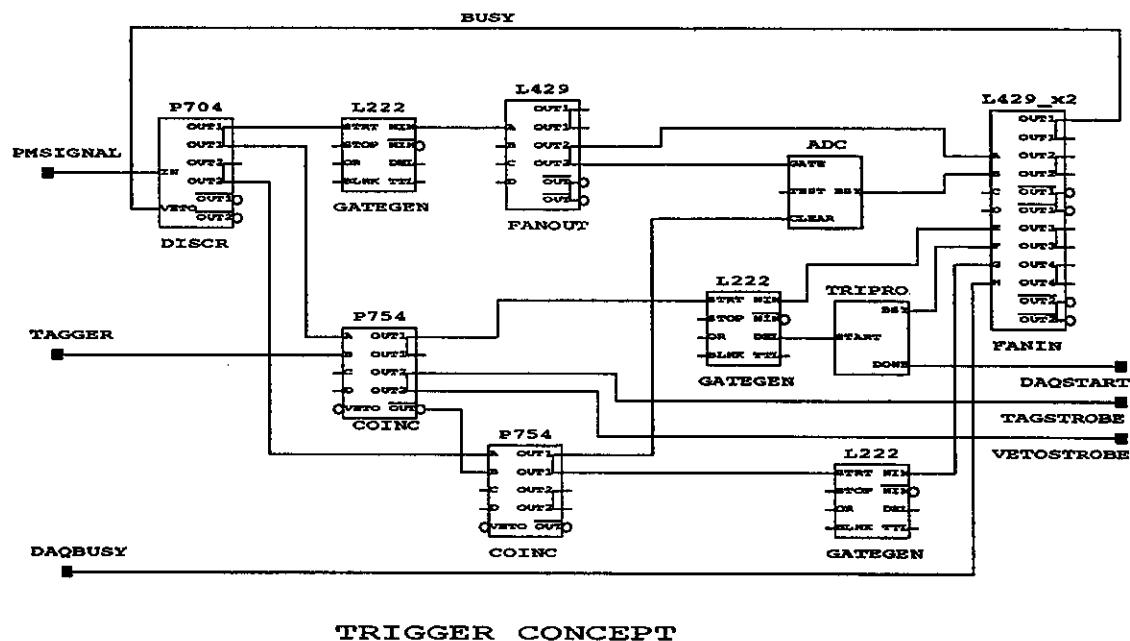 BUSY
L429
P704
L222
L429_x2
OUT1
OUT1
OUT2
OUT2
OUT1
OUT2
IN
VETO
DISCR
PMSIGNAL
STRT NIM
STOP NIM
OR DEL
BLNK TTL
GATEGEN
OUT1
A OUT1
B OUT2
C OUT2
D OUT
OUT
FANOUT
ADC
GATE
TEST BSY
CLEAR
OUT1
OUT1
A OUT2
B OUT2
C OUT1
D OUT1
E OUT3
F OUT3
G OUT4
H OUT4
OUT2
OUT2
FANIN
L222
STRT NIM
STOP NIM
OR DEL
BLNK TTL
GATEGEN
TRIPRO
BSY
START
DONE
TAGGER
P754
A OUT1
B OUT1
C OUT2
D OUT2
VETO OUT
COINC
DAQSTART
TAGSTROBE
VETOSTROBE
P754
A OUT1
B OUT1
C OUT2
D OUT2
VETO OUT
COINC
L222
STRT NIM
STOP NIM
OR DEL
BLNK TTL
GATEGEN
DAQBUSY
TRIGGER CONCEPT